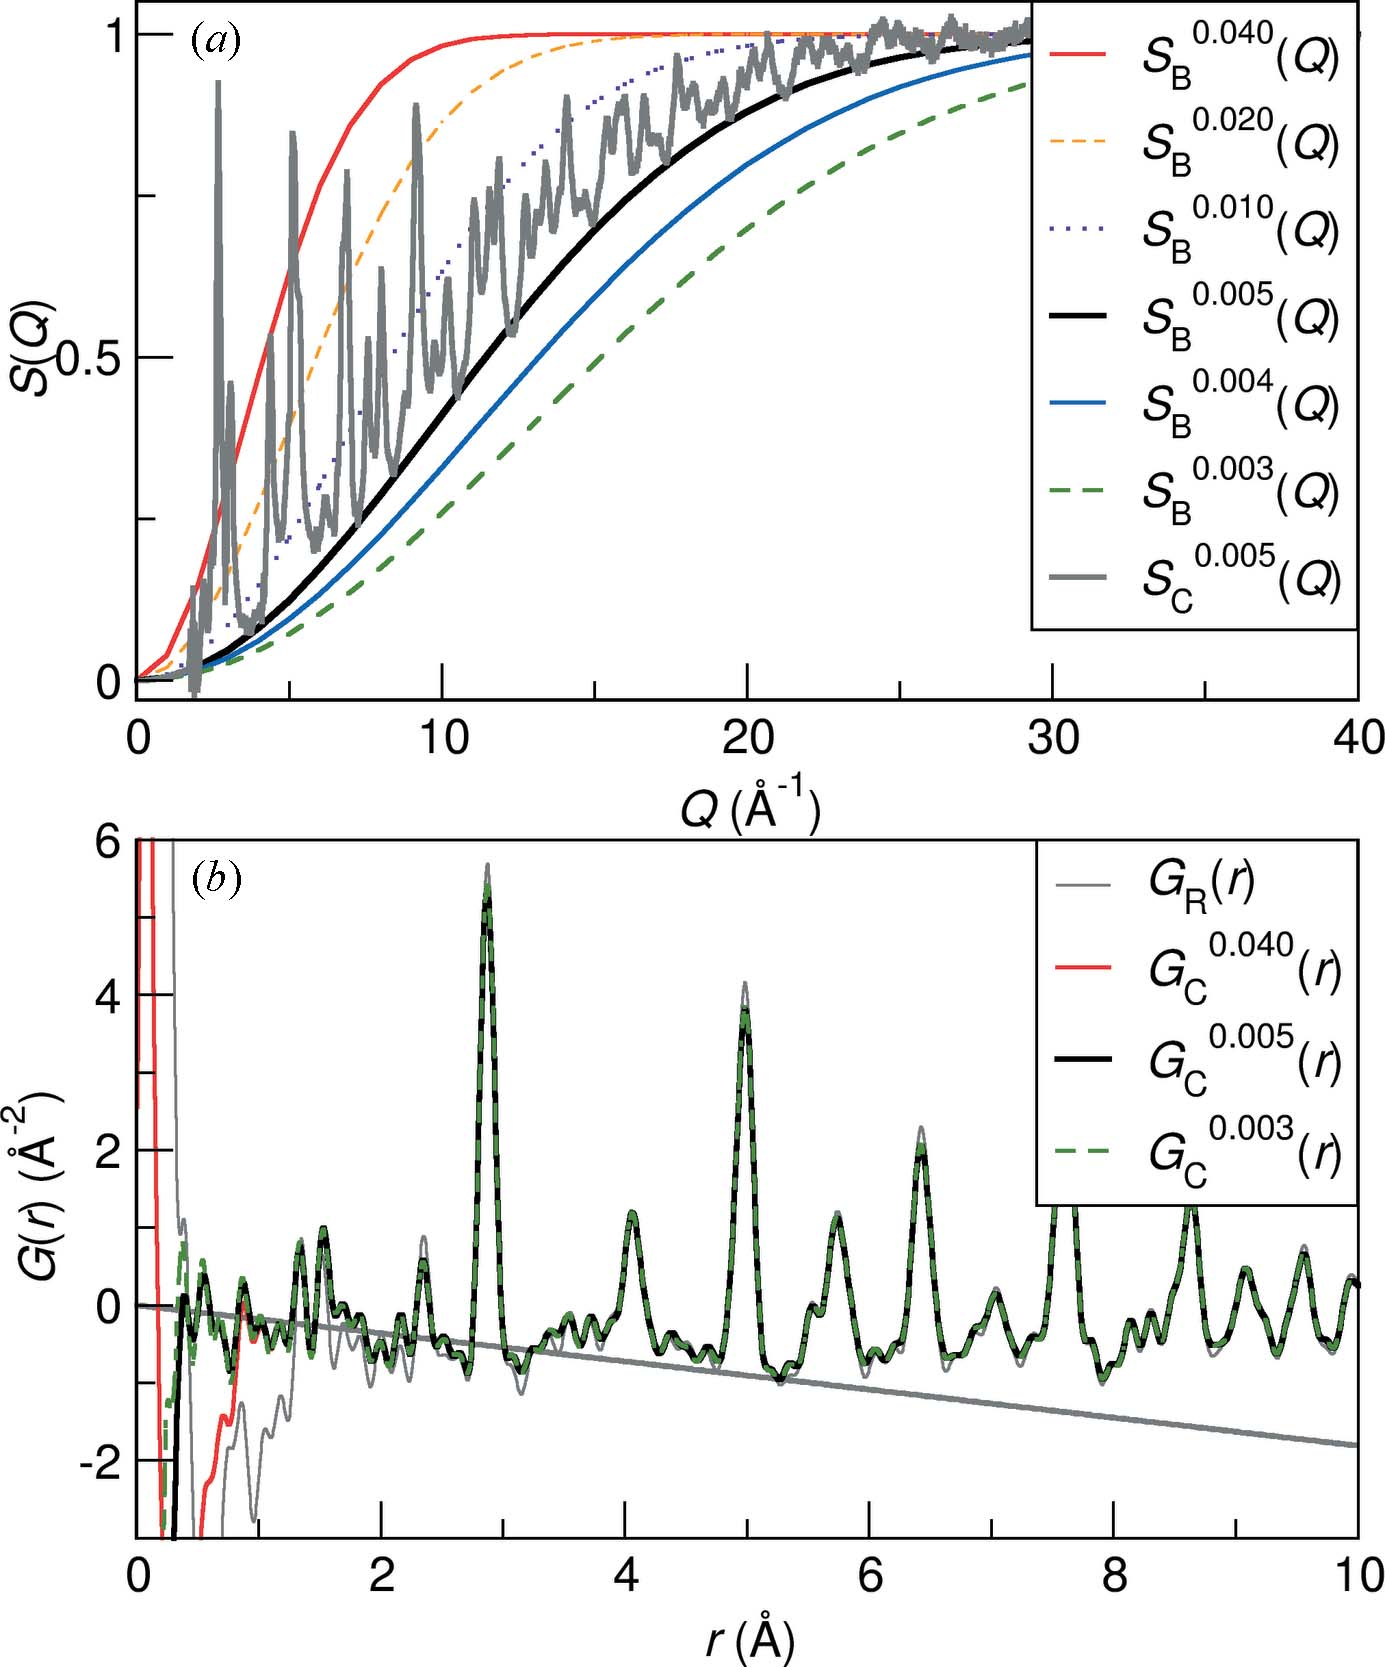 (a)
1
0.5
0
S(Q)
S_B^0.040(Q)
S_B^0.020(Q)
S_B^0.010(Q)
S_B^0.005(Q)
S_B^0.004(Q)
S_B^0.003(Q)
S_C^0.005(Q)
0 10 20 30 40
Q (Å^-1)
(b)
6
4
2
0
-2
G(r) (Å^-2)
G_R(r)
G_C^0.040(r)
G_C^0.005(r)
G_C^0.003(r)
0 2 4 6 8 10
r (Å)